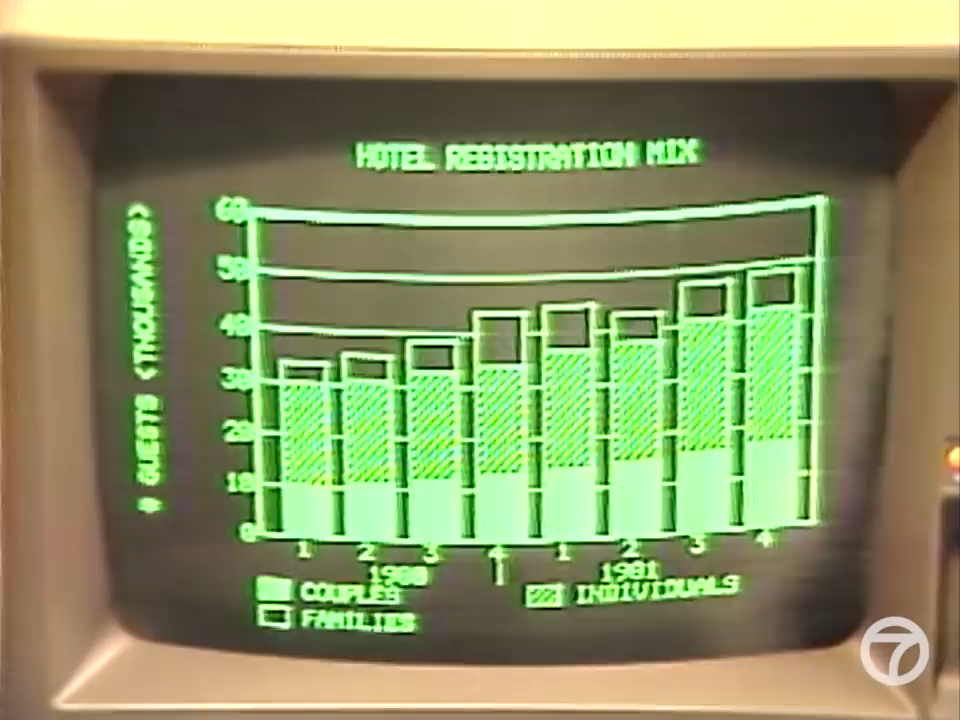 HOTEL REGISTRATION MIX
# GUESTS <THOUSANDS>
60
50
40
30
20
10
0
1 2 3 4 1 2 3 4
1980 1981
COUPLES INDIVIDUALS
FAMILIES
7